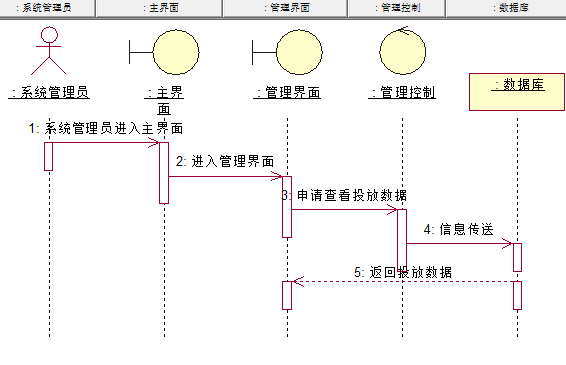 : 系统管理员
: 主界面
: 管理界面
: 管理控制
: 数据库
: 系统管理员
: 主界
面
: 管理界面
: 管理控制
: 数据库
1: 系统管理员进入主界面
2: 进入管理界面
3: 申请查看投放数据
4: 信息传送
5: 返回投放数据